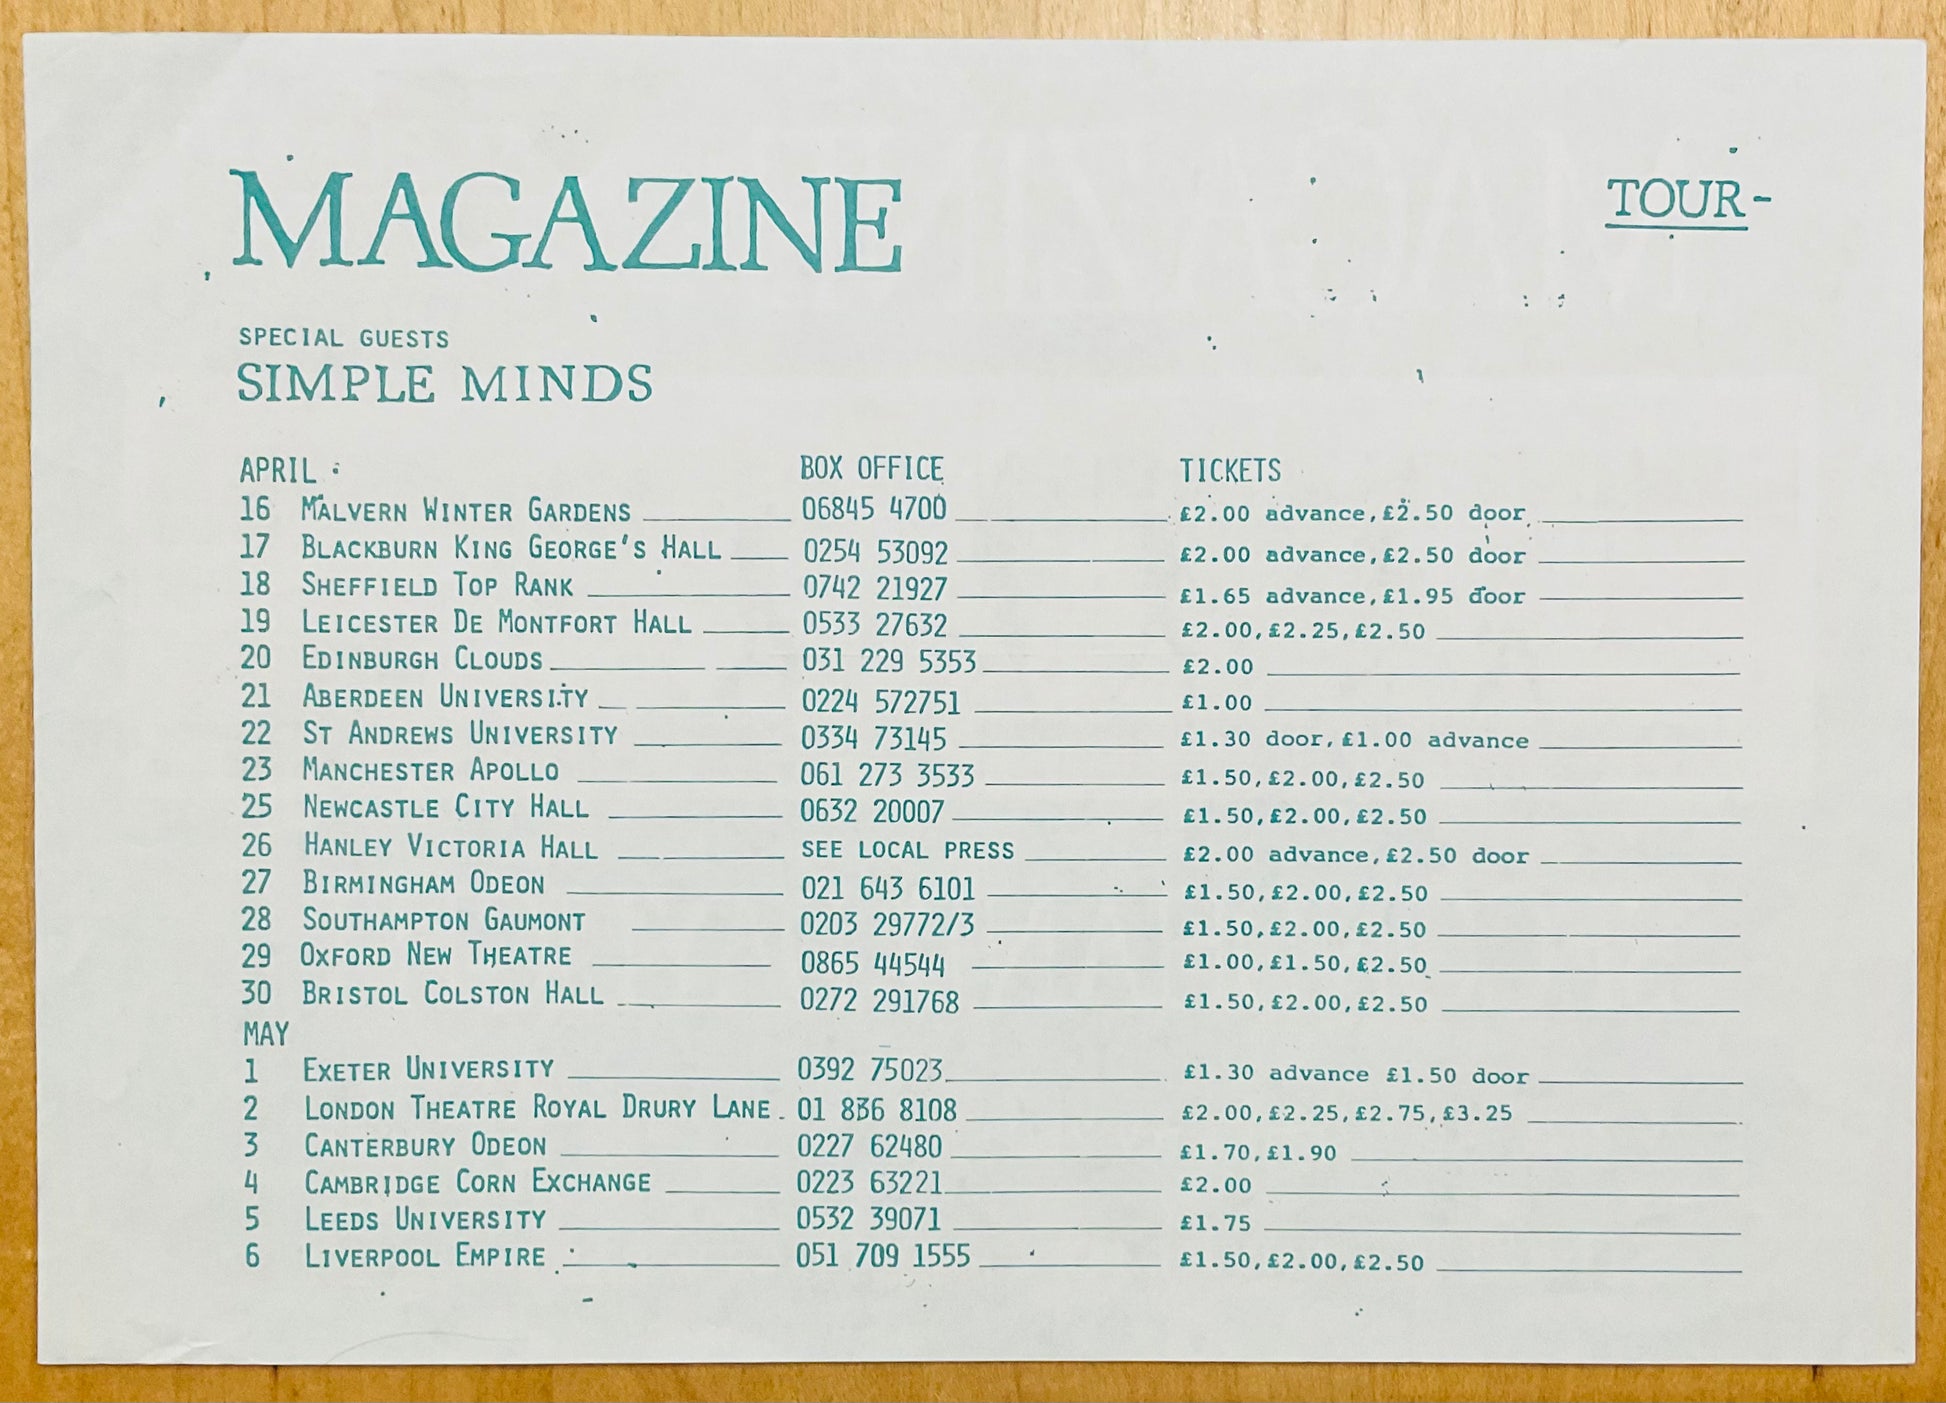 MAGAZINE TOUR-
SPECIAL GUESTS
SIMPLE MINDS
APRIL BOX OFFICE TICKETS
16 MALVERN WINTER GARDENS 06845 4700 £2.00 advance,£2.50 door
17 BLACKBURN KING GEORGE'S HALL 0254 53092 £2.00 advance,£2.50 door
18 SHEFFIELD TOP RANK 0742 21927 £1.65 advance,£1.95 door
19 LEICESTER DE MONTFORT HALL 0533 27632 £2.00,£2.25,£2.50
20 EDINBURGH CLOUDS 031 229 5353 £2.00
21 ABERDEEN UNIVERSITY 0224 572751 £1.00
22 ST ANDREWS UNIVERSITY 0334 73145 £1.30 door,£1.00 advance
23 MANCHESTER APOLLO 061 273 3533 £1.50,£2.00,£2.50
25 NEWCASTLE CITY HALL 0632 20007 £1.50,£2.00,£2.50
26 HANLEY VICTORIA HALL SEE LOCAL PRESS £2.00 advance,£2.50 door
27 BIRMINGHAM ODEON 021 643 6101 £1.50,£2.00,£2.50
28 SOUTHAMPTON GAUMONT 0203 29772/3 £1.50,£2.00,£2.50
29 OXFORD NEW THEATRE 0865 44544 £1.00,£1.50,£2.50
30 BRISTOL COLSTON HALL 0272 291768 £1.50,£2.00,£2.50
MAY
1 EXETER UNIVERSITY 0392 75023 £1.30 advance £1.50 door
2 LONDON THEATRE ROYAL DRURY LANE 01 836 8108 £2.00,£2.25,£2.75,£3.25
3 CANTERBURY ODEON 0227 62480 £1.70,£1.90
4 CAMBRIDGE CORN EXCHANGE 0223 63221 £2.00
5 LEEDS UNIVERSITY 0532 39071 £1.75
6 LIVERPOOL EMPIRE 051 709 1555 £1.50,£2.00,£2.50